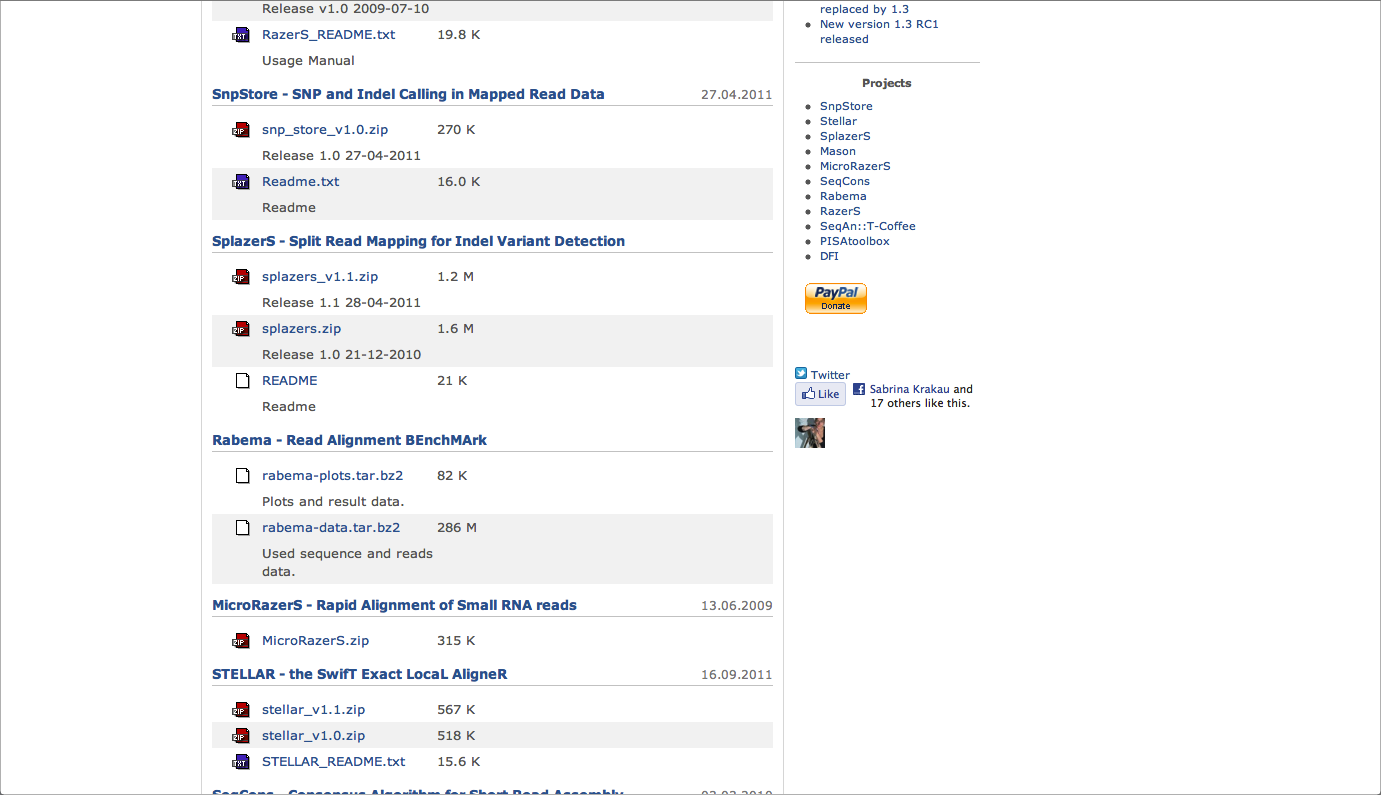 Release v1.0 2009-07-10
RazerS_README.txt 19.8 K
Usage Manual
SnpStore - SNP and Indel Calling in Mapped Read Data 27.04.2011
snp_store_v1.0.zip 270 K
Release 1.0 27-04-2011
Readme.txt 16.0 K
Readme
SplazerS - Split Read Mapping for Indel Variant Detection
splazers_v1.1.zip 1.2 M
Release 1.1 28-04-2011
splazers.zip 1.6 M
Release 1.0 21-12-2010
README 21 K
Readme
Rabema - Read Alignment BEnchMArk
rabema-plots.tar.bz2 82 K
Plots and result data.
rabema-data.tar.bz2 286 M
Used sequence and reads
data.
MicroRazerS - Rapid Alignment of Small RNA reads 13.06.2009
MicroRazerS.zip 315 K
STELLAR - the SwifT Exact LocaL AligneR 16.09.2011
stellar_v1.1.zip 567 K
stellar_v1.0.zip 518 K
STELLAR_README.txt 15.6 K
SeqCons - Consensus Algorithm for Short Read Assembly
replaced by 1.3
New version 1.3 RC1
released
Projects
SnpStore
Stellar
SplazerS
Mason
MicroRazerS
SeqCons
Rabema
RazerS
SeqAn::T-Coffee
PISAtoolbox
DFI
PayPal
Donate
Twitter
Like
Sabrina Krakau and
17 others like this.